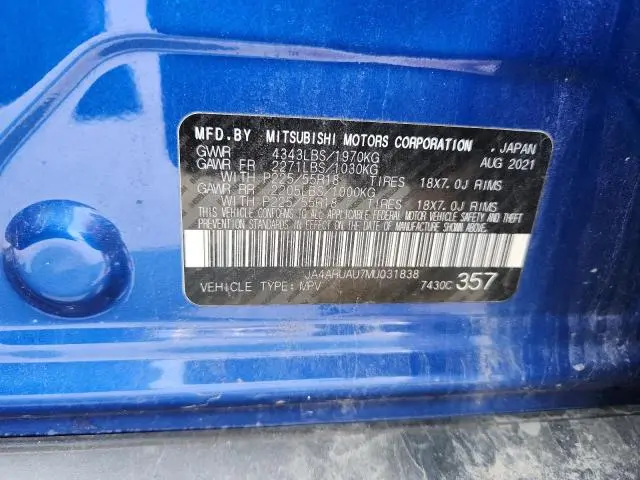 MFD.BY MITSUBISHI MOTORS CORPORATION , JAPAN
GVWR 4343LBS/1970KG AUG 2021
GAWR FR 2271LBS/1030KG
WITH P225/55R18 TIRES 18X7.0J RIMS
GAWR RR 2205LBS/1000KG
WITH P225/55R18 TIRES 18X7.0J RIMS
THIS VEHICLE CONFORMS TO ALL APPLICABLE FEDERAL MOTOR VEHICLE SAFETY AND THEFT
PREVENTION STANDARDS IN EFFECT ON THE DATE OF MANUFACTURE SHOWN ABOVE.
JA4ARUAU7MU031838
VEHICLE TYPE: MPV 7430C 357